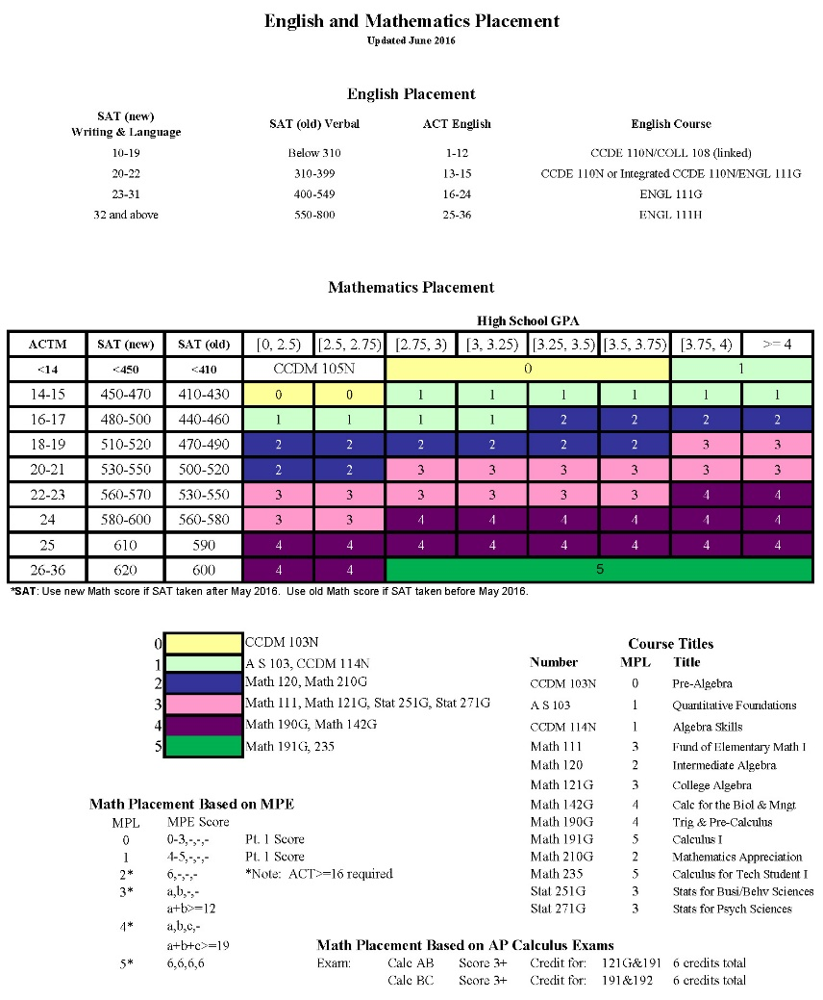 English and Mathematics Placement
Updated June 2016
English Placement
SAT (new)
Writing & Language SAT (old) Verbal ACT English English Course
10-19 Below 310 1-12 CCDE 110N/COLL 108 (linked)
20-22 310-399 13-15 CCDE 110N or Integrated CCDE 110N/ENGL 111G
23-31 400-549 16-24 ENGL 111G
32 and above 550-800 25-36 ENGL 111H
Mathematics Placement
High School GPA
ACTM SAT (new) SAT (old) [0, 2.5) [2.5, 2.75) [2.75, 3) [3, 3.25) [3.25, 3.5) [3.5, 3.75) [3.75, 4) >= 4
<14 <450 <410 CCDM 105N 0 1
14-15 450-470 410-430 0 0 1 1 1 1 1 1
16-17 480-500 440-460 1 1 1 1 2 2 2 2
18-19 510-520 470-490 2 2 2 2 2 2 3 3
20-21 530-550 500-520 2 2 3 3 3 3 3 3
22-23 560-570 530-550 3 3 3 3 3 3 4 4
24 580-600 560-580 3 3 4 4 4 4 4 4
25 610 590 4 4 4 4 4 4 4 4
26-36 620 600 4 4 5
*SAT: Use new Math score if SAT taken after May 2016. Use old Math score if SAT taken before May 2016.
0 CCDM 103N
1 A S 103, CCDM 114N
2 Math 120, Math 210G
3 Math 111, Math 121G, Stat 251G, Stat 271G
4 Math 190G, Math 142G
5 Math 191G, 235
Course Titles
Number MPL Title
CCDM 103N 0 Pre-Algebra
A S 103 1 Quantitative Foundations
CCDM 114N 1 Algebra Skills
Math 111 3 Fund of Elementary Math I
Math 120 2 Intermediate Algebra
Math 121G 3 College Algebra
Math 142G 4 Calc for the Biol & Mngt
Math 190G 4 Trig & Pre-Calculus
Math 191G 5 Calculus I
Math 210G 2 Mathematics Appreciation
Math 235 5 Calculus for Tech Student I
Stat 251G 3 Stats for Busi/Behv Sciences
Stat 271G 3 Stats for Psych Sciences
Math Placement Based on MPE
MPL MPE Score
0 0-3,-,-,- Pt. 1 Score
1 4-5,-,-,- Pt. 1 Score
2* 6,-,-,- *Note: ACT>=16 required
3* a,b,-,-
a+b>=12
4* a,b,c,-
a+b+c>=19
5* 6,6,6,6
Math Placement Based on AP Calculus Exams
Exam: Calc AB Score 3+ Credit for: 121G&191 6 credits total
Calc BC Score 3+ Credit for: 191&192 6 credits total